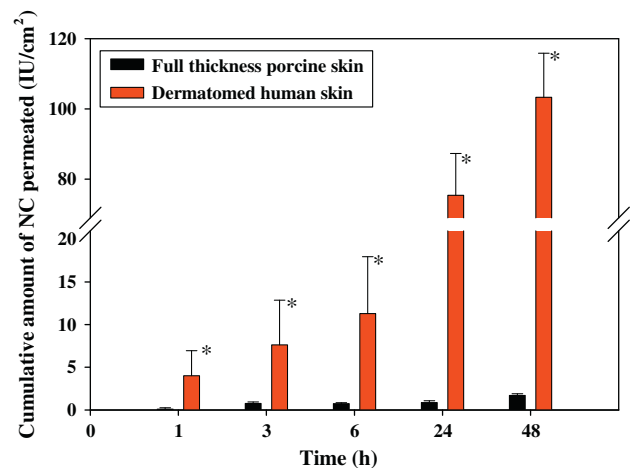 Cumulative amount of NC permeated (IU/cm²)
120
100
80
20
15
10
5
0
Full thickness porcine skin
Dermatomed human skin
*
*
*
*
*
0 1 3 6 24 48
Time (h)